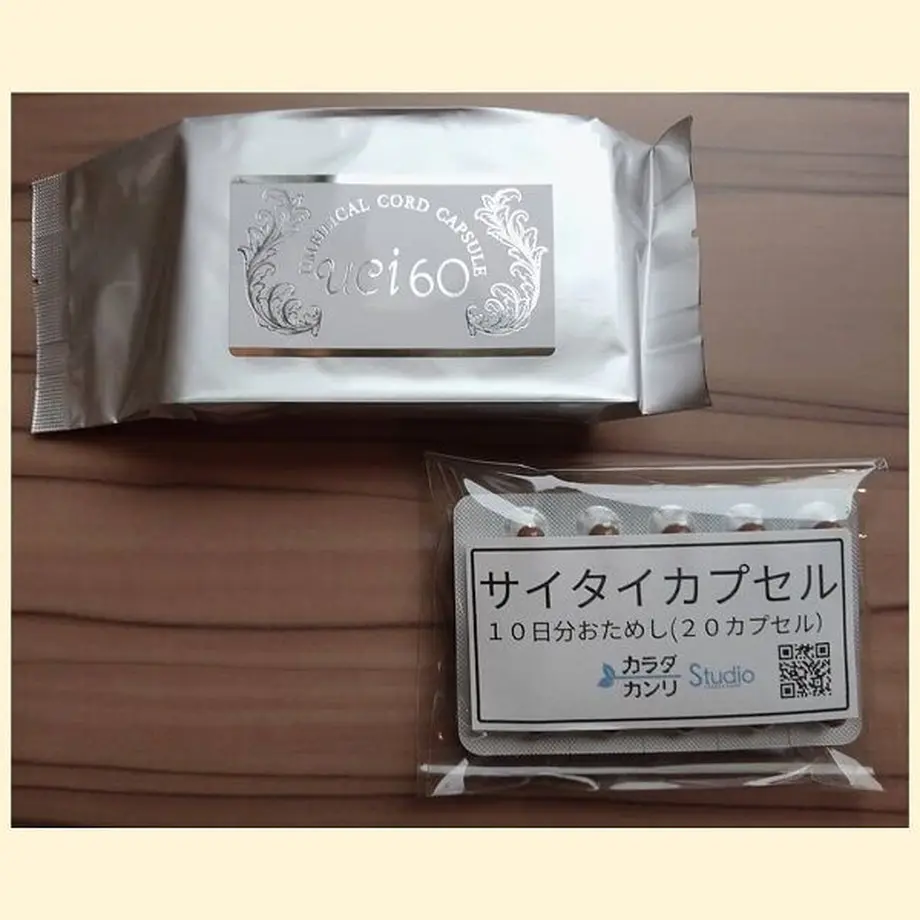 UMBILICAL CORD CAPSULE
uci60
サイタイカプセル
10日分おためし(20カプセル)
カラダ
カンリ
Studio